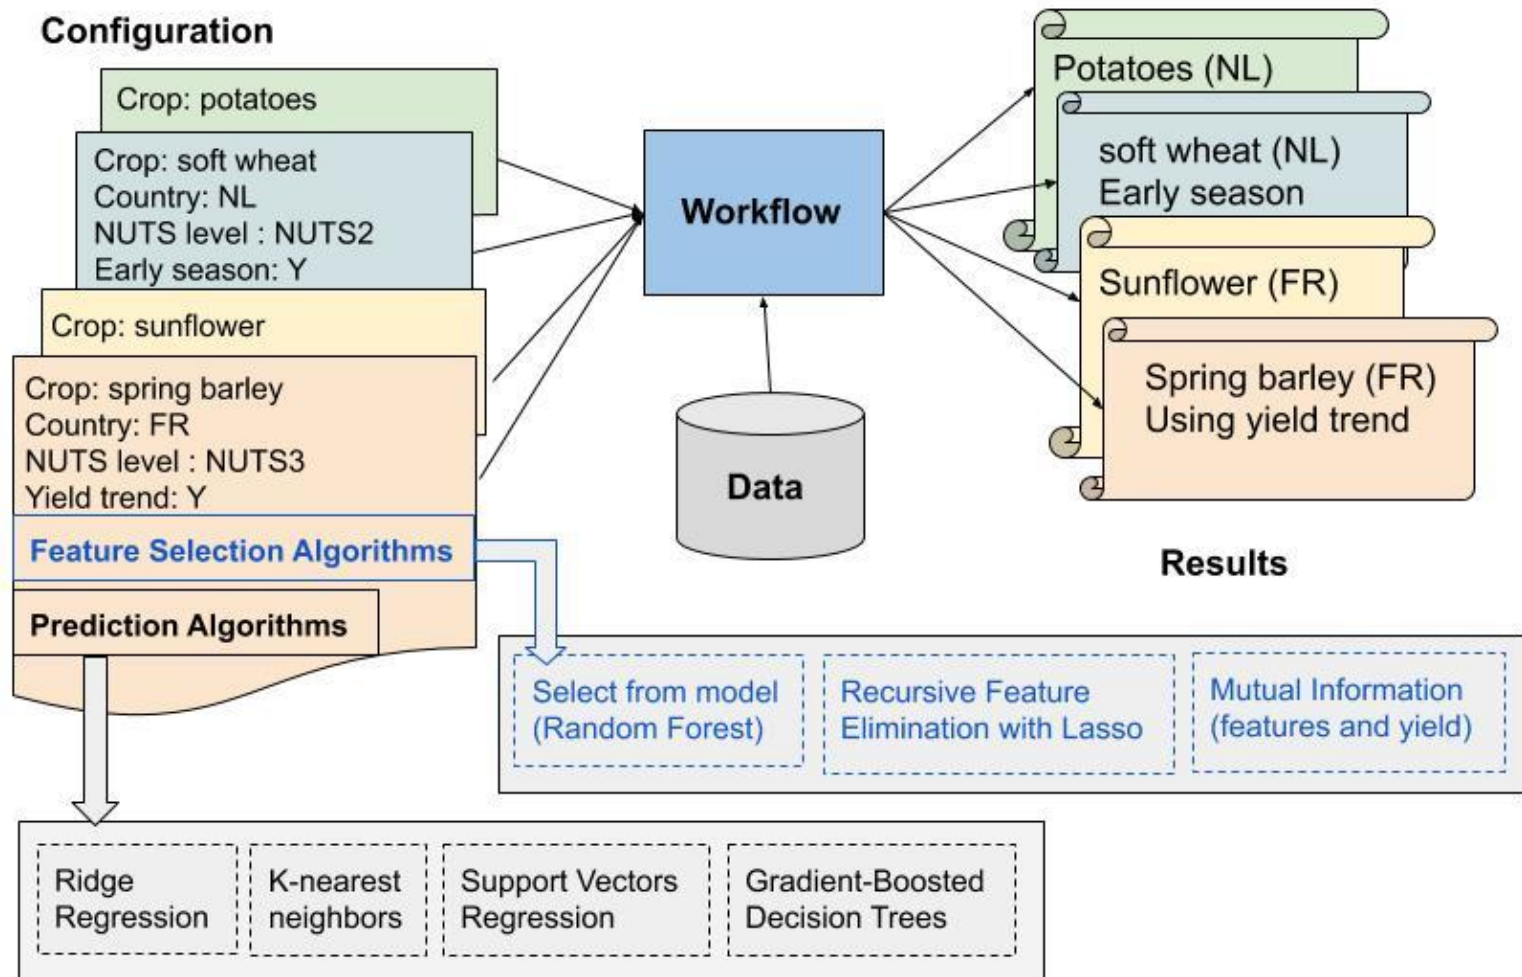 Configuration
Crop: potatoes
Crop: soft wheat
Country: NL
NUTS level : NUTS2
Early season: Y
Crop: sunflower
Crop: spring barley
Country: FR
NUTS level : NUTS3
Yield trend: Y
Feature Selection Algorithms
Prediction Algorithms
Workflow
Data
Potatoes (NL)
soft wheat (NL)
Early season
Sunflower (FR)
Spring barley (FR)
Using yield trend
Results
Select from model
(Random Forest)
Recursive Feature
Elimination with Lasso
Mutual Information
(features and yield)
Ridge
Regression
K-nearest
neighbors
Support Vectors
Regression
Gradient-Boosted
Decision Trees